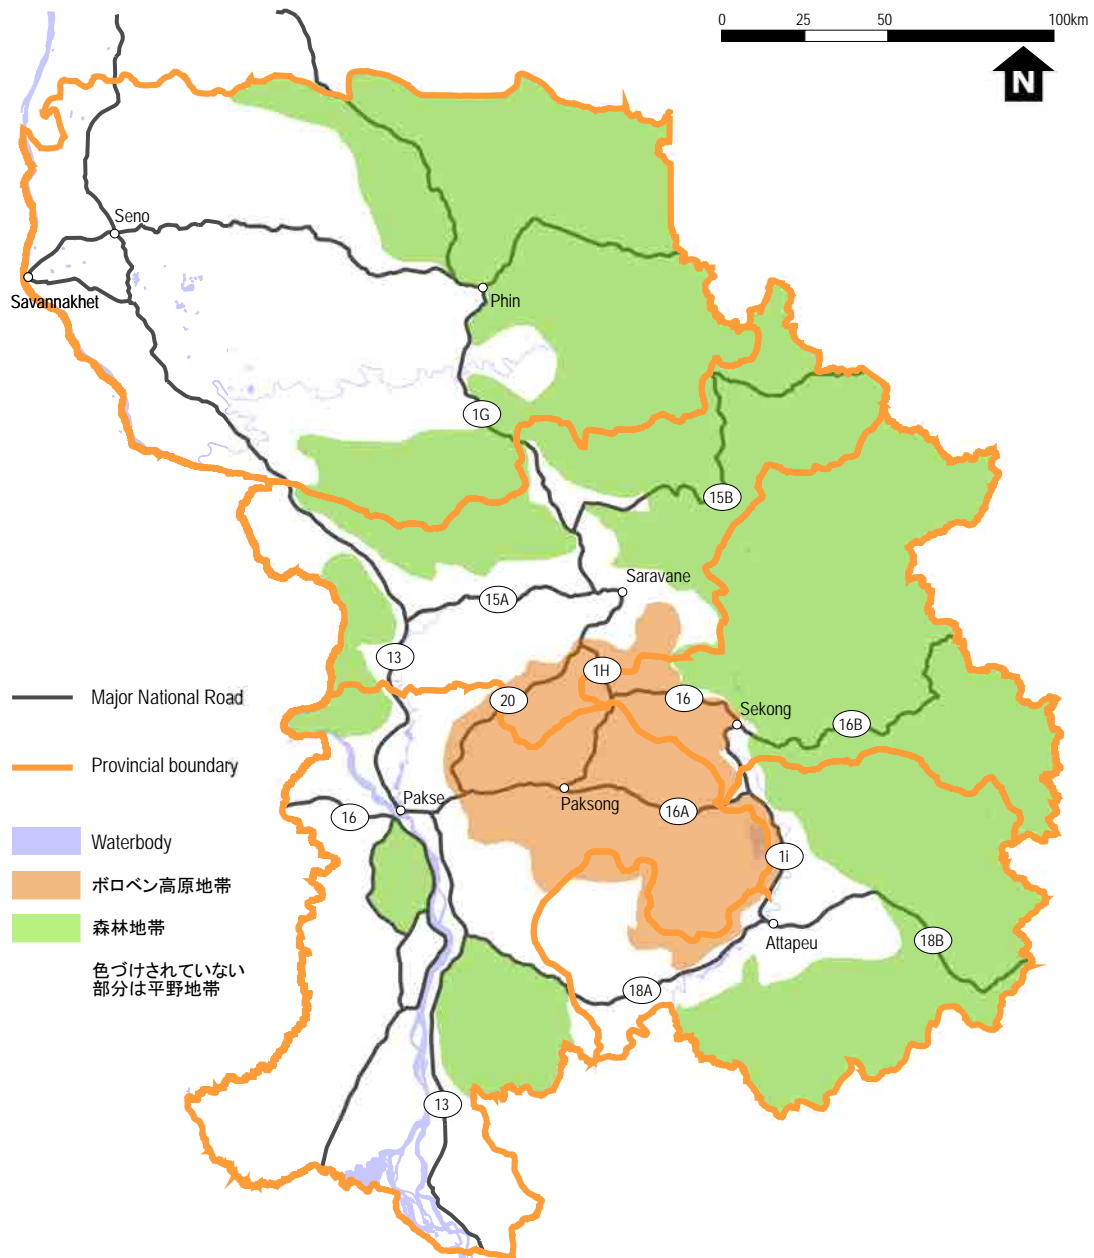 0 25 50 100km
N
Seno
Savannakhet
Phin
1G
15B
Saravane
15A
13
1H
20
16
Sekong
16B
Major National Road
Provincial boundary
Pakse
Paksong
16A
16
Waterbody
1i
ボロベン高原地帯
森林地帯
Attapeu
18B
色づけされていない
部分は平野地帯
18A
13